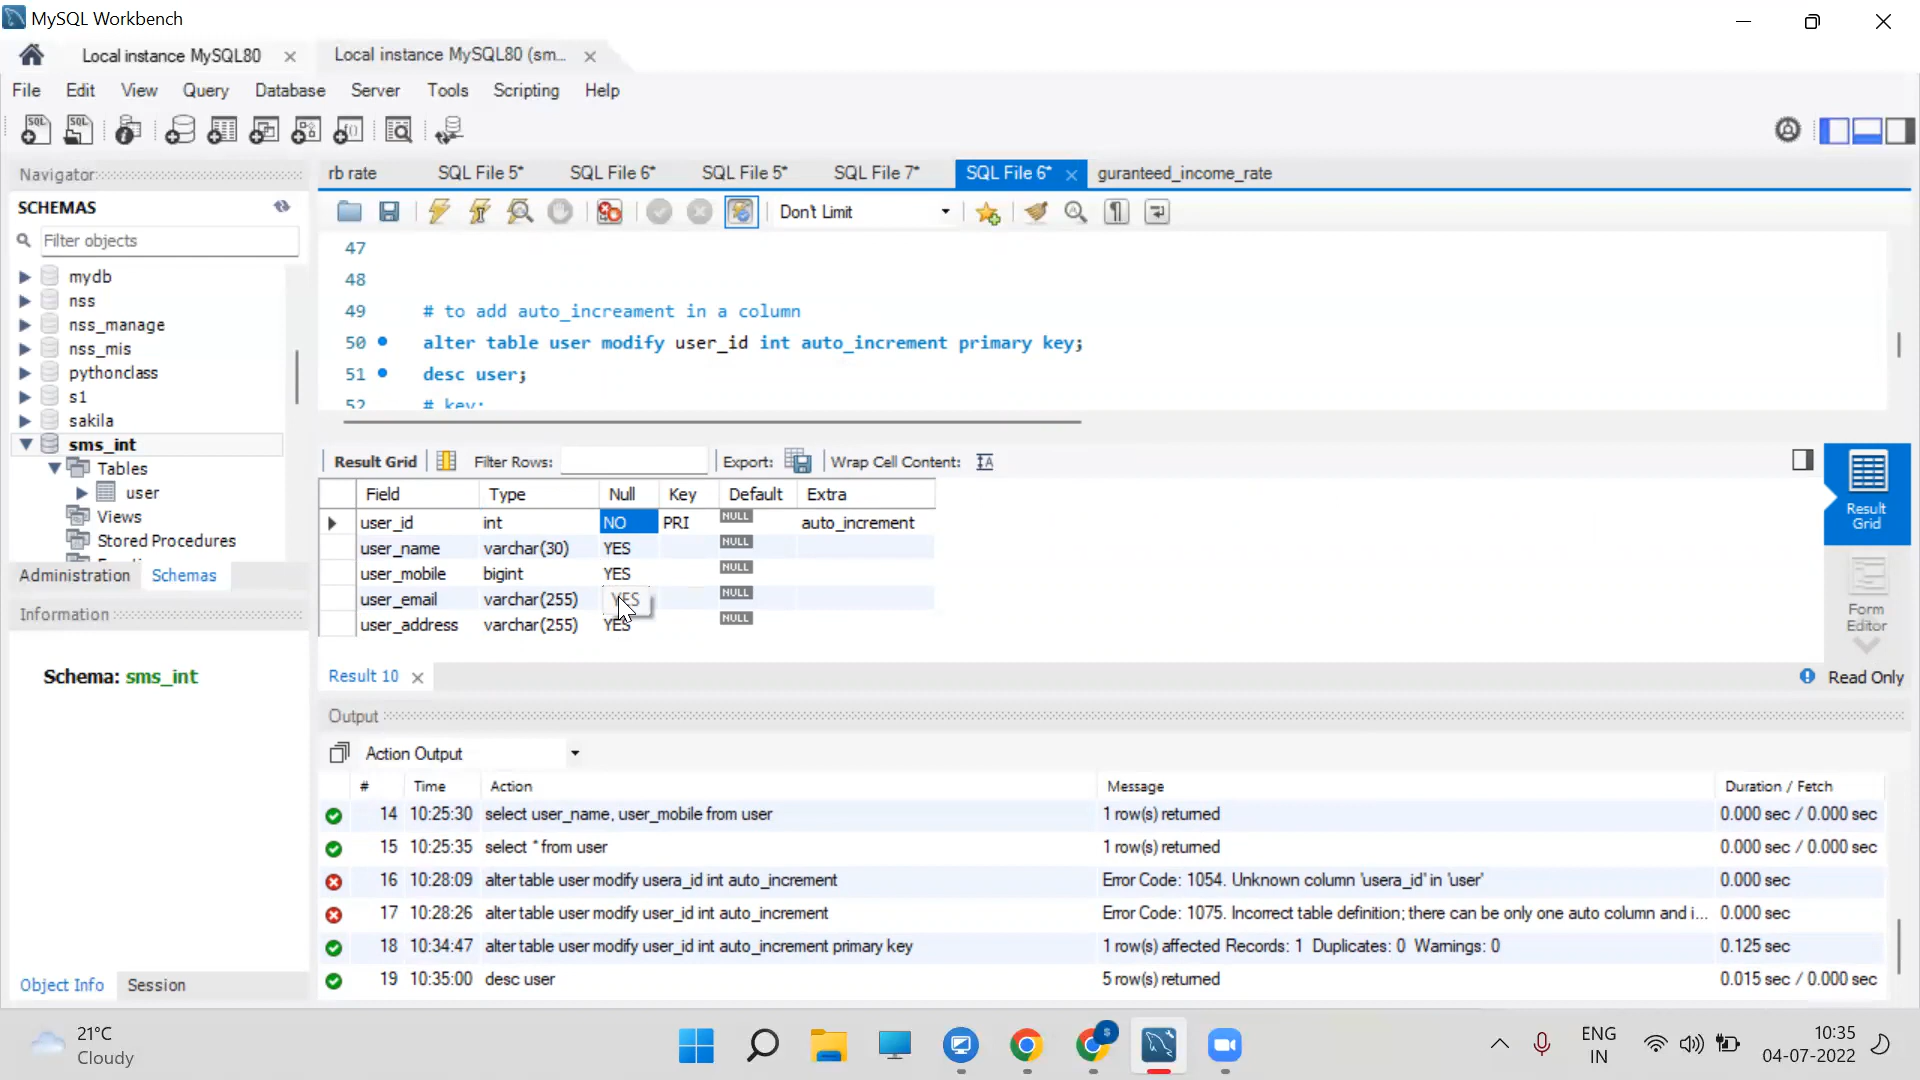 MySQL Workbench
Local instance MySQL80
Local instance MySQL80 (sm...
File Edit View Query Database Server Tools Scripting Help
Navigator
SCHEMAS
Filter objects
mydb
nss
nss_manage
nss_mis
pythonclass
s1
sakila
sms_int
Tables
user
Views
Stored Procedures
Administration Schemas
Information
Schema: sms_int
Object Info Session
rb rate SQL File 5* SQL File 6* SQL File 5* SQL File 7* SQL File 6* guranteed_income_rate
Don't Limit
47
48
49 # to add auto_increament in a column
50 alter table user modify user_id int auto_increment primary key;
51 desc user;
52 # key:
Result Grid Filter Rows: Export: Wrap Cell Content:
Field Type Null Key Default Extra
user_id int NO PRI NULL auto_increment
user_name varchar(30) YES NULL
user_mobile bigint YES NULL
user_email varchar(255) YES NULL
user_address varchar(255) YES NULL
Result Grid
Form Editor
Result 10
Read Only
Output
Action Output
# Time Action Message Duration / Fetch
14 10:25:30 select user_name, user_mobile from user 1 row(s) returned 0.000 sec / 0.000 sec
15 10:25:35 select * from user 1 row(s) returned 0.000 sec / 0.000 sec
16 10:28:09 alter table user modify usera_id int auto_increment Error Code: 1054. Unknown column 'usera_id' in 'user' 0.000 sec
17 10:28:26 alter table user modify user_id int auto_increment Error Code: 1075. Incorrect table definition; there can be only one auto column and i... 0.000 sec
18 10:34:47 alter table user modify user_id int auto_increment primary key 1 row(s) affected Records: 1 Duplicates: 0 Warnings: 0 0.125 sec
19 10:35:00 desc user 5 row(s) returned 0.015 sec / 0.000 sec
21°C
Cloudy
ENG
IN
10:35
04-07-2022